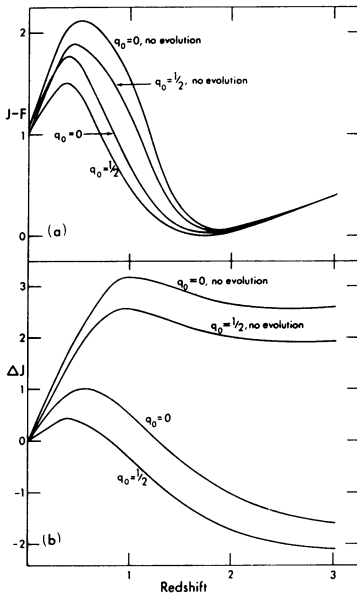 q₀=0, no evolution
q₀=1/2, no evolution
J-F
q₀=0
q₀=1/2
2
1
0
(a)
q₀=0, no evolution
q₀=1/2, no evolution
ΔJ
q₀=0
q₀=1/2
3
2
1
0
-1
-2
(b)
0
1
2
3
Redshift